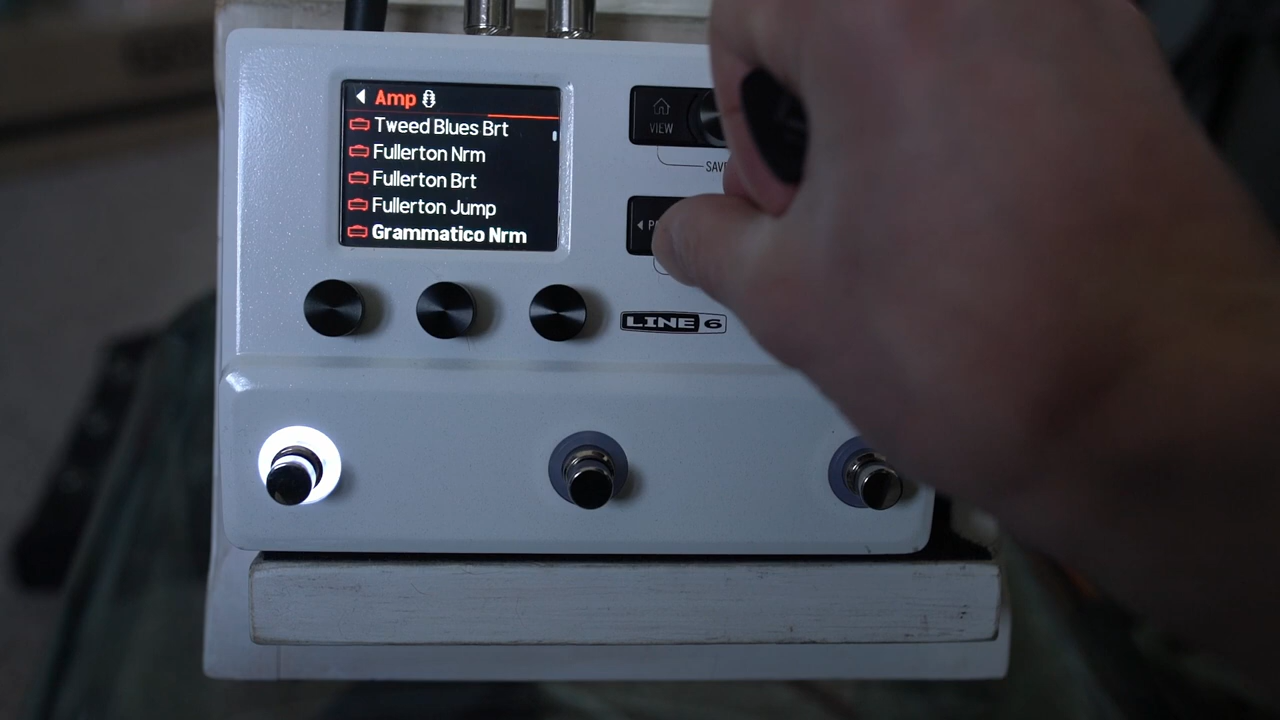 Amp
Tweed Blues Brt
Fullerton Nrm
Fullerton Brt
Fullerton Jump
Grammatico Nrm
VIEW
LINE 6